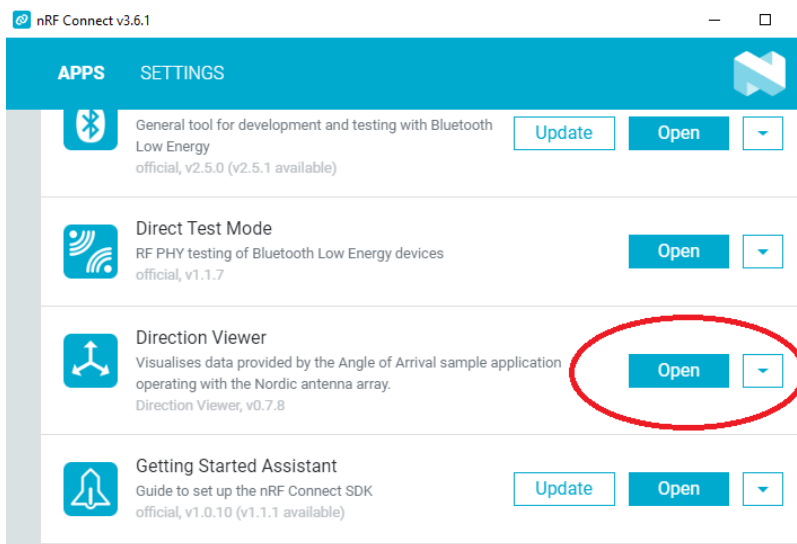 nRF Connect v3.6.1
APPS SETTINGS
General tool for development and testing with Bluetooth
Low Energy
official, v2.5.0 (v2.5.1 available)
Update Open
Direct Test Mode
RF PHY testing of Bluetooth Low Energy devices
official, v1.1.7
Open
Direction Viewer
Visualises data provided by the Angle of Arrival sample application
operating with the Nordic antenna array.
Direction Viewer, v0.7.8
Open
Getting Started Assistant
Guide to set up the nRF Connect SDK
official, v1.0.10 (v1.1.1 available)
Update Open